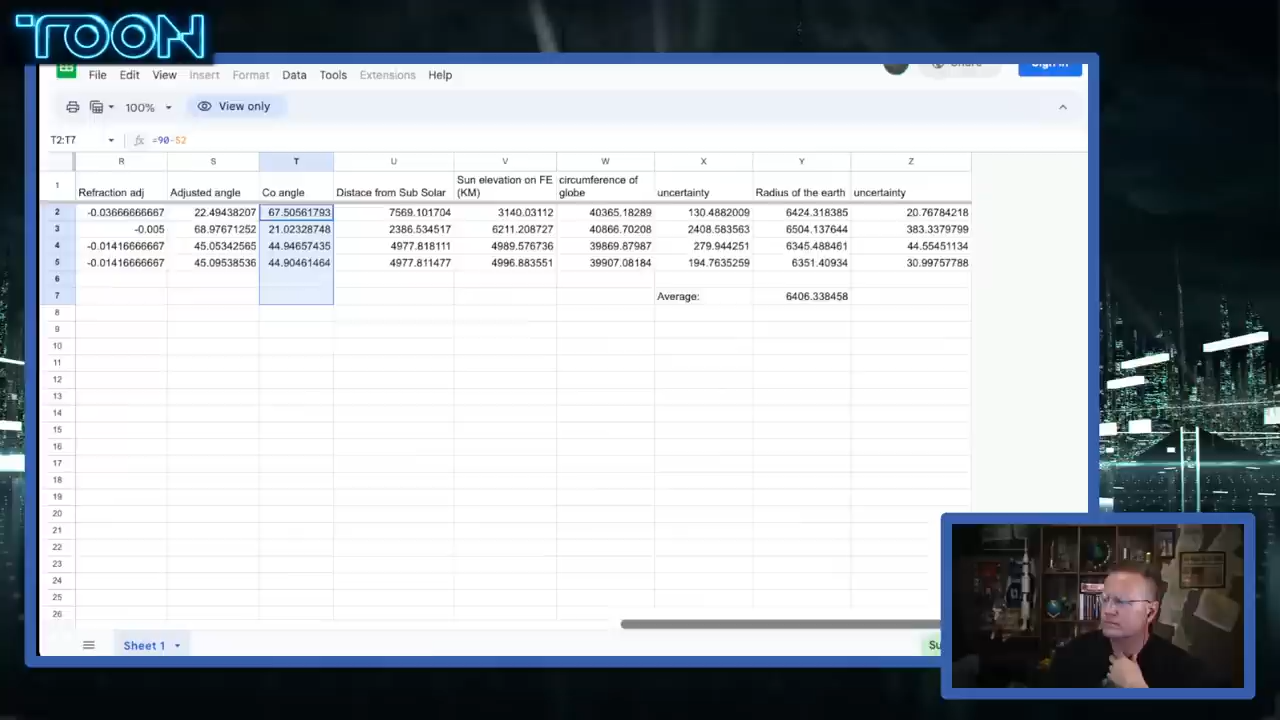 TOON
File Edit View Insert Format Data Tools Extensions Help
100% View only
T2:T7 fx =90-S2
R S T U V W X Y Z
1 Refraction adj Adjusted angle Co angle Distace from Sub Solar Sun elevation on FE (KM) circumference of globe uncertainty Radius of the earth uncertainty
2 -0.03666666667 22.49438207 67.50561793 7569.101704 3140.03112 40365.18289 130.4882009 6424.318385 20.76784218
3 -0.005 68.97671252 21.02328748 2386.534517 6211.208727 40866.70208 2408.583563 6504.137644 383.3379799
4 -0.01416666667 45.05342565 44.94657435 4977.818111 4989.576736 39869.87987 279.944251 6345.488461 44.55451134
5 -0.01416666667 45.09538536 44.90461464 4977.811477 4996.883551 39907.08184 194.7635259 6351.40934 30.99757788
6
7 Average: 6406.338458
8
9
10
11
12
13
14
15
16
17
18
19
20
21
22
23
24
25
26
Sheet 1